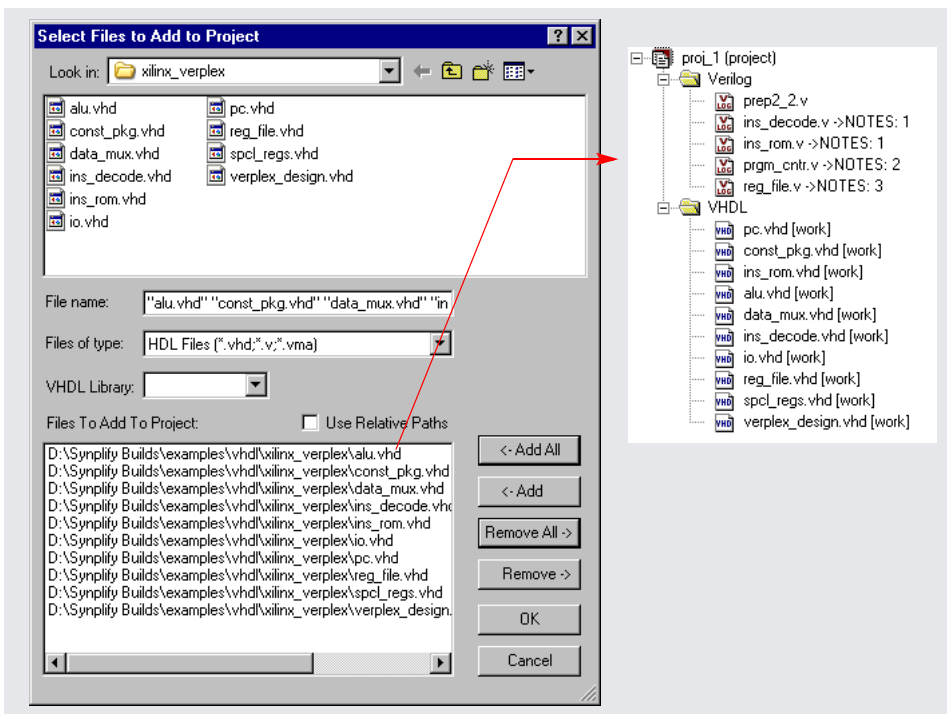 Select Files to Add to Project
Look in: xilinx_verplex
alu.vhd
const_pkg.vhd
data_mux.vhd
ins_decode.vhd
ins_rom.vhd
io.vhd
pc.vhd
reg_file.vhd
spcl_regs.vhd
verplex_design.vhd
File name: "alu.vhd" "const_pkg.vhd" "data_mux.vhd" "in
Files of type: HDL Files (*.vhd;*.v;*.vma)
VHDL Library:
Files To Add To Project: Use Relative Paths
D:\Synplify Builds\examples\vhdl\xilinx_verplex\alu.vhd
D:\Synplify Builds\examples\vhdl\xilinx_verplex\const_pkg.vhd
D:\Synplify Builds\examples\vhdl\xilinx_verplex\data_mux.vhd
D:\Synplify Builds\examples\vhdl\xilinx_verplex\ins_decode.vhd
D:\Synplify Builds\examples\vhdl\xilinx_verplex\ins_rom.vhd
D:\Synplify Builds\examples\vhdl\xilinx_verplex\io.vhd
D:\Synplify Builds\examples\vhdl\xilinx_verplex\pc.vhd
D:\Synplify Builds\examples\vhdl\xilinx_verplex\reg_file.vhd
D:\Synplify Builds\examples\vhdl\xilinx_verplex\spcl_regs.vhd
D:\Synplify Builds\examples\vhdl\xilinx_verplex\verplex_design.
<- Add All
<- Add
Remove All ->
Remove ->
OK
Cancel
proj_1 (project)
Verilog
prep2_2.v
ins_decode.v ->NOTES: 1
ins_rom.v ->NOTES: 1
prgm_cntr.v ->NOTES: 2
reg_file.v ->NOTES: 3
VHDL
pc.vhd [work]
const_pkg.vhd [work]
ins_rom.vhd [work]
alu.vhd [work]
data_mux.vhd [work]
ins_decode.vhd [work]
io.vhd [work]
reg_file.vhd [work]
spcl_regs.vhd [work]
verplex_design.vhd [work]